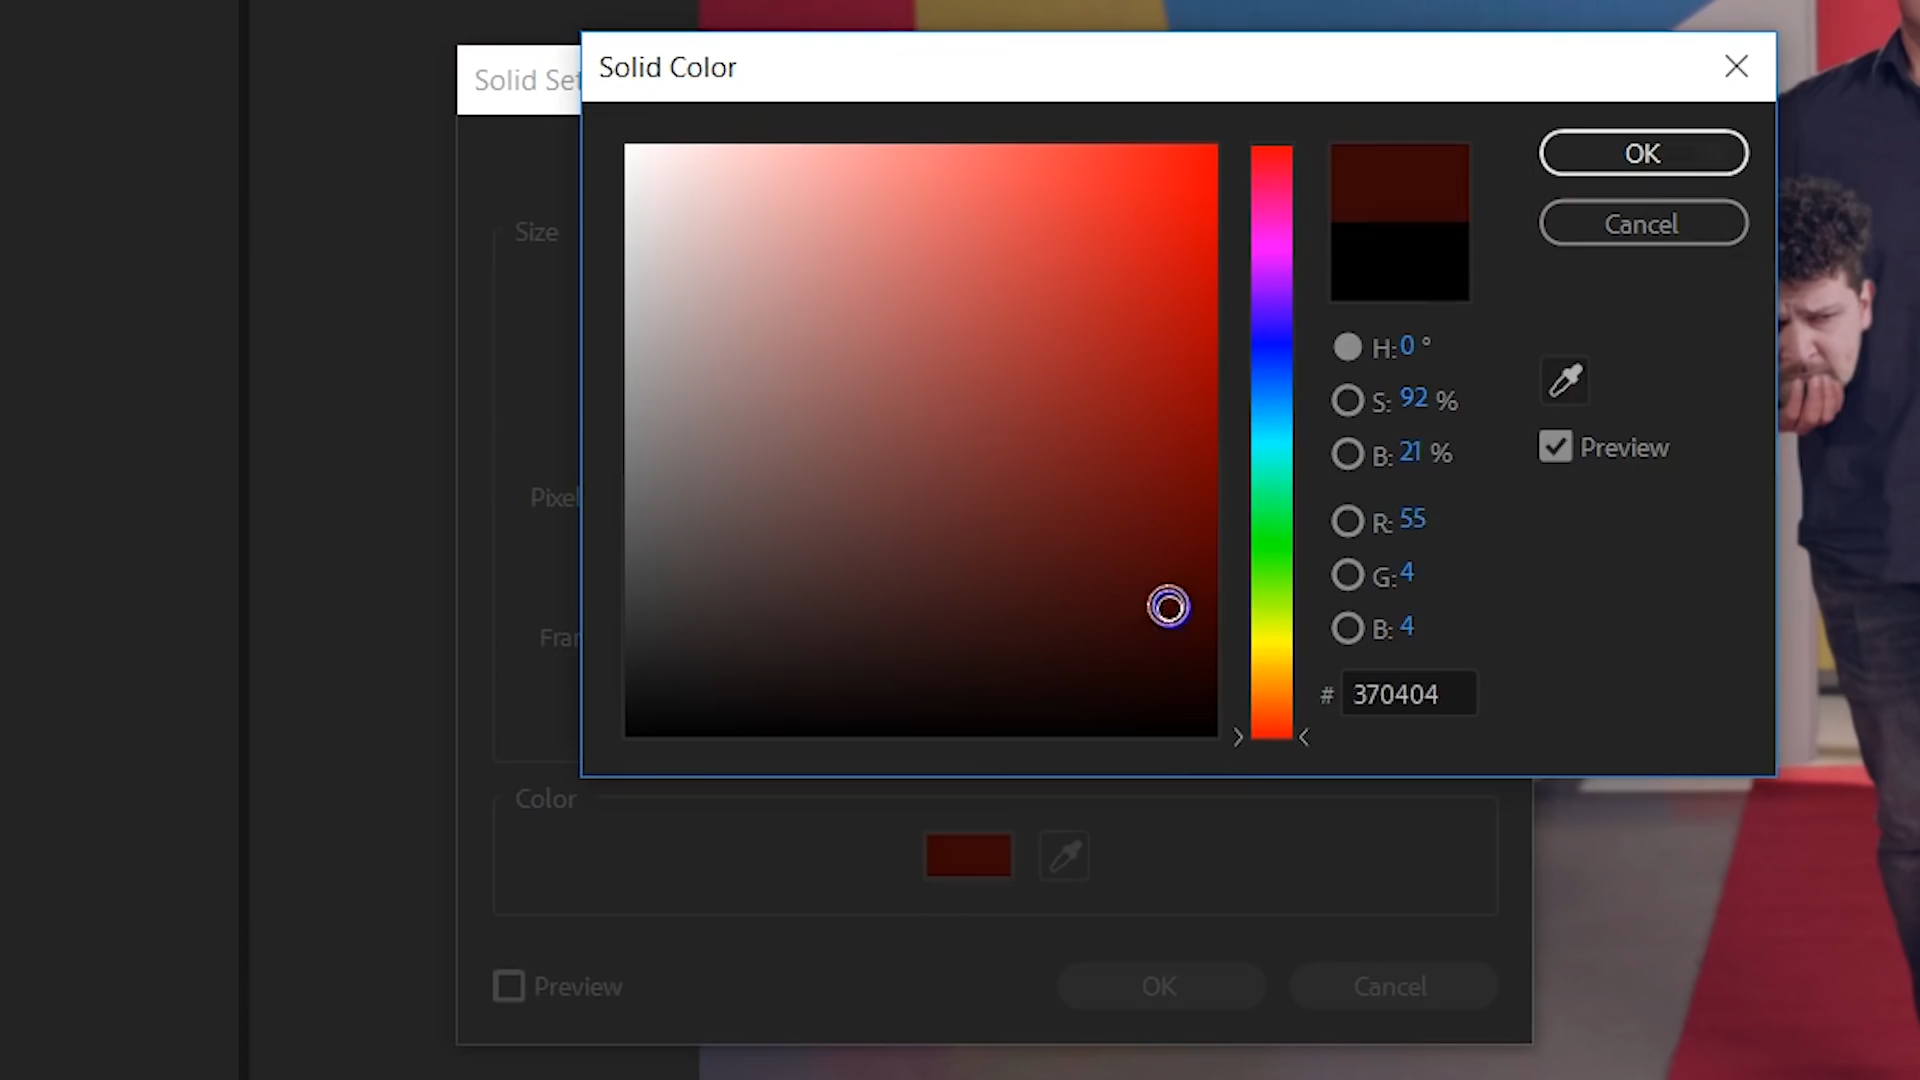 Solid Set
Solid Color
OK
Cancel
Size
H: 0 °
S: 92 %
B: 21 %
Preview
Pixel
R: 55
G: 4
B: 4
Fran
# 370404
Color
Preview
OK
Cancel